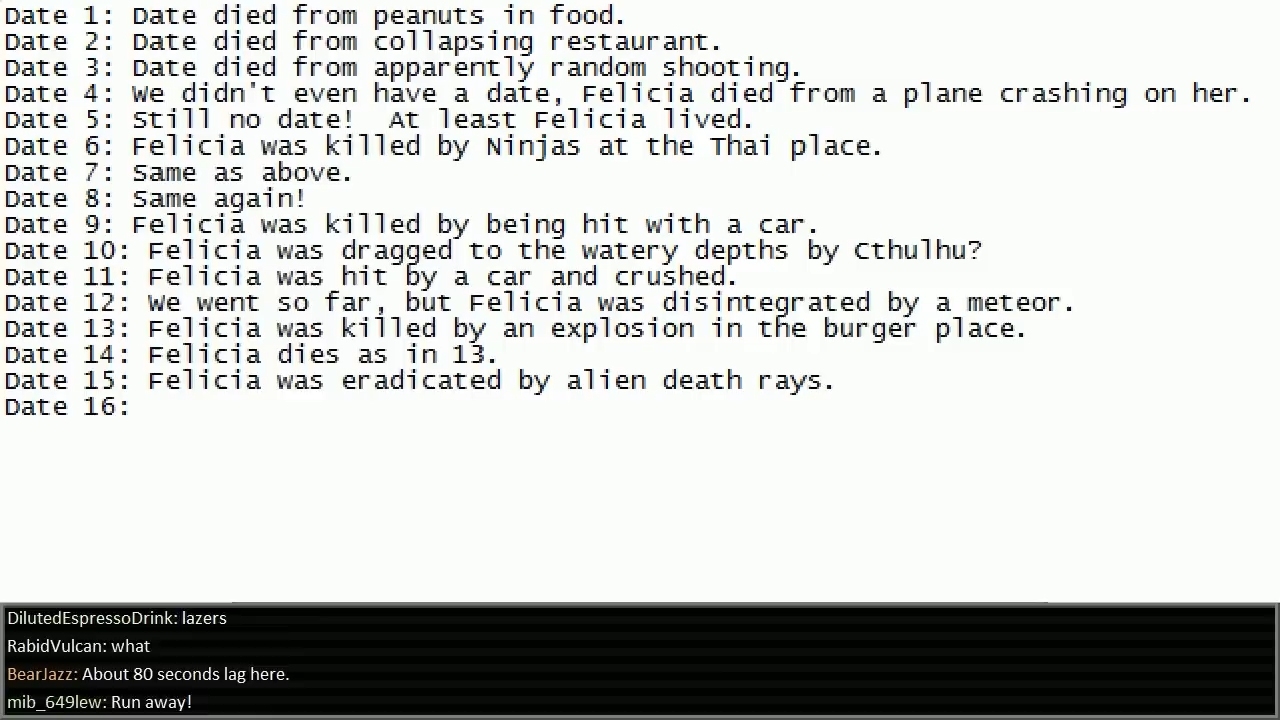 Date 1: Date died from peanuts in food.
Date 2: Date died from collapsing restaurant.
Date 3: Date died from apparently random shooting.
Date 4: We didn't even have a date, Felicia died from a plane crashing on her.
Date 5: Still no date!  At least Felicia lived.
Date 6: Felicia was killed by Ninjas at the Thai place.
Date 7: Same as above.
Date 8: Same again!
Date 9: Felicia was killed by being hit with a car.
Date 10: Felicia was dragged to the watery depths by Cthulhu?
Date 11: Felicia was hit by a car and crushed.
Date 12: We went so far, but Felicia was disintegrated by a meteor.
Date 13: Felicia was killed by an explosion in the burger place.
Date 14: Felicia dies as in 13.
Date 15: Felicia was eradicated by alien death rays.
Date 16:
DilutedEspressoDrink: lazers
RabidVulcan: what
BearJazz: About 80 seconds lag here.
mib_649lew: Run away!